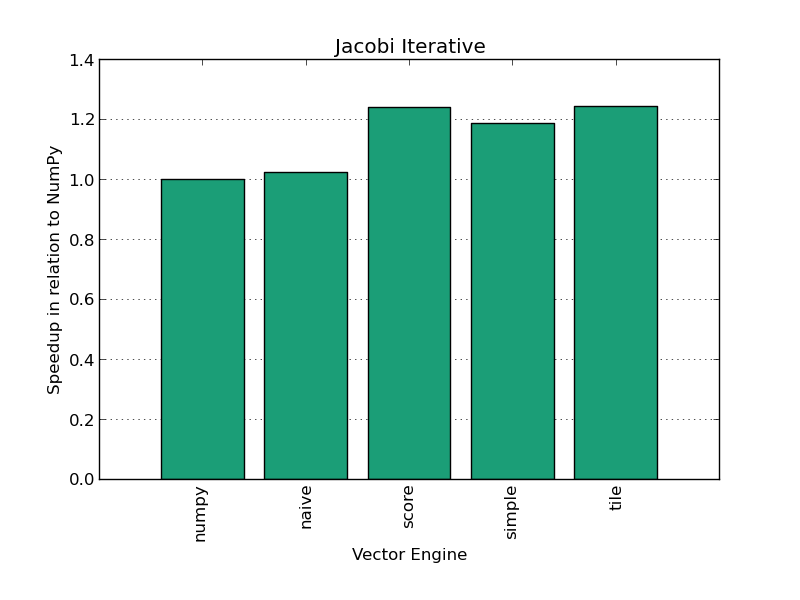 Jacobi Iterative
1.4
1.2
1.0
0.8
0.6
0.4
0.2
0.0
Speedup in relation to NumPy
numpy
naive
score
simple
tile
Vector Engine